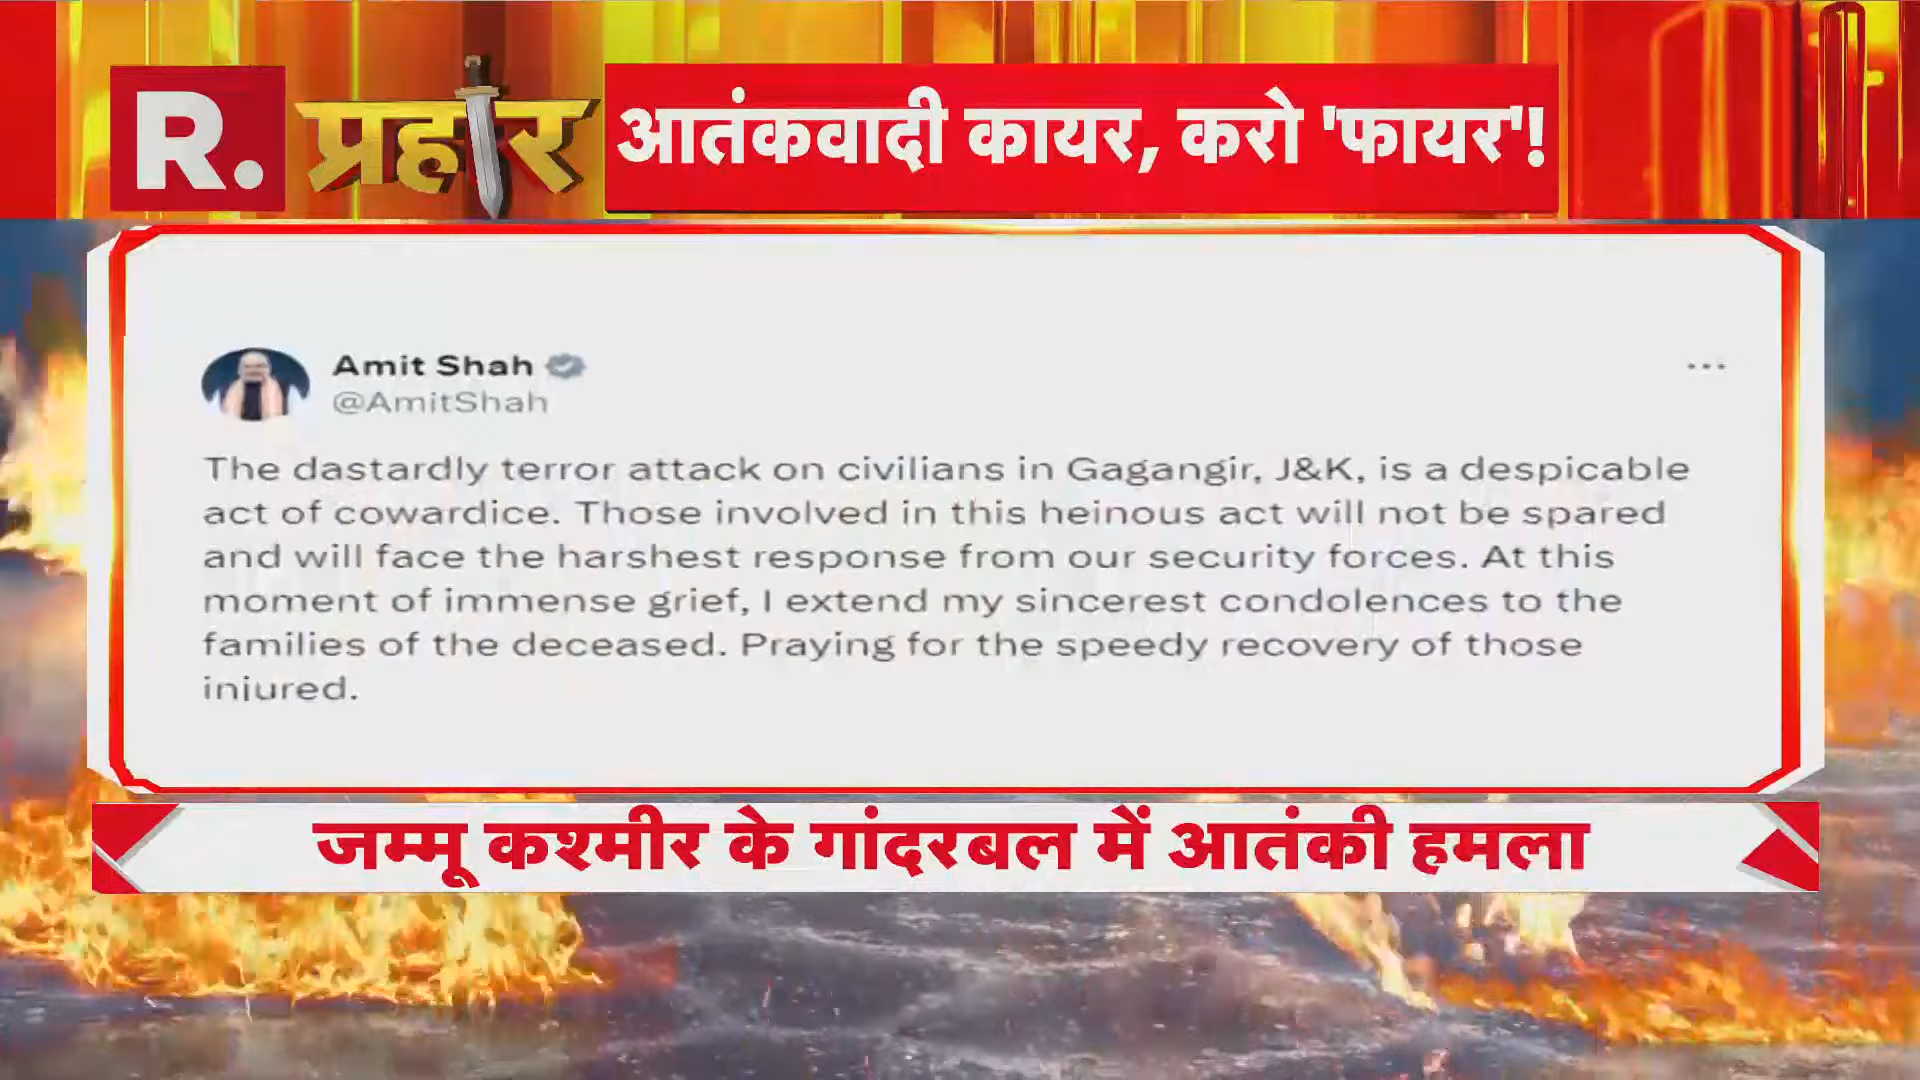 R. प्रहार आतंकवादी कायर, करो 'फायर'!
Amit Shah
@AmitShah
The dastardly terror attack on civilians in Gagangir, J&K, is a despicable
act of cowardice. Those involved in this heinous act will not be spared
and will face the harshest response from our security forces. At this
moment of immense grief, I extend my sincerest condolences to the
families of the deceased. Praying for the speedy recovery of those
injured.
जम्मू कश्मीर के गांदरबल में आतंकी हमला